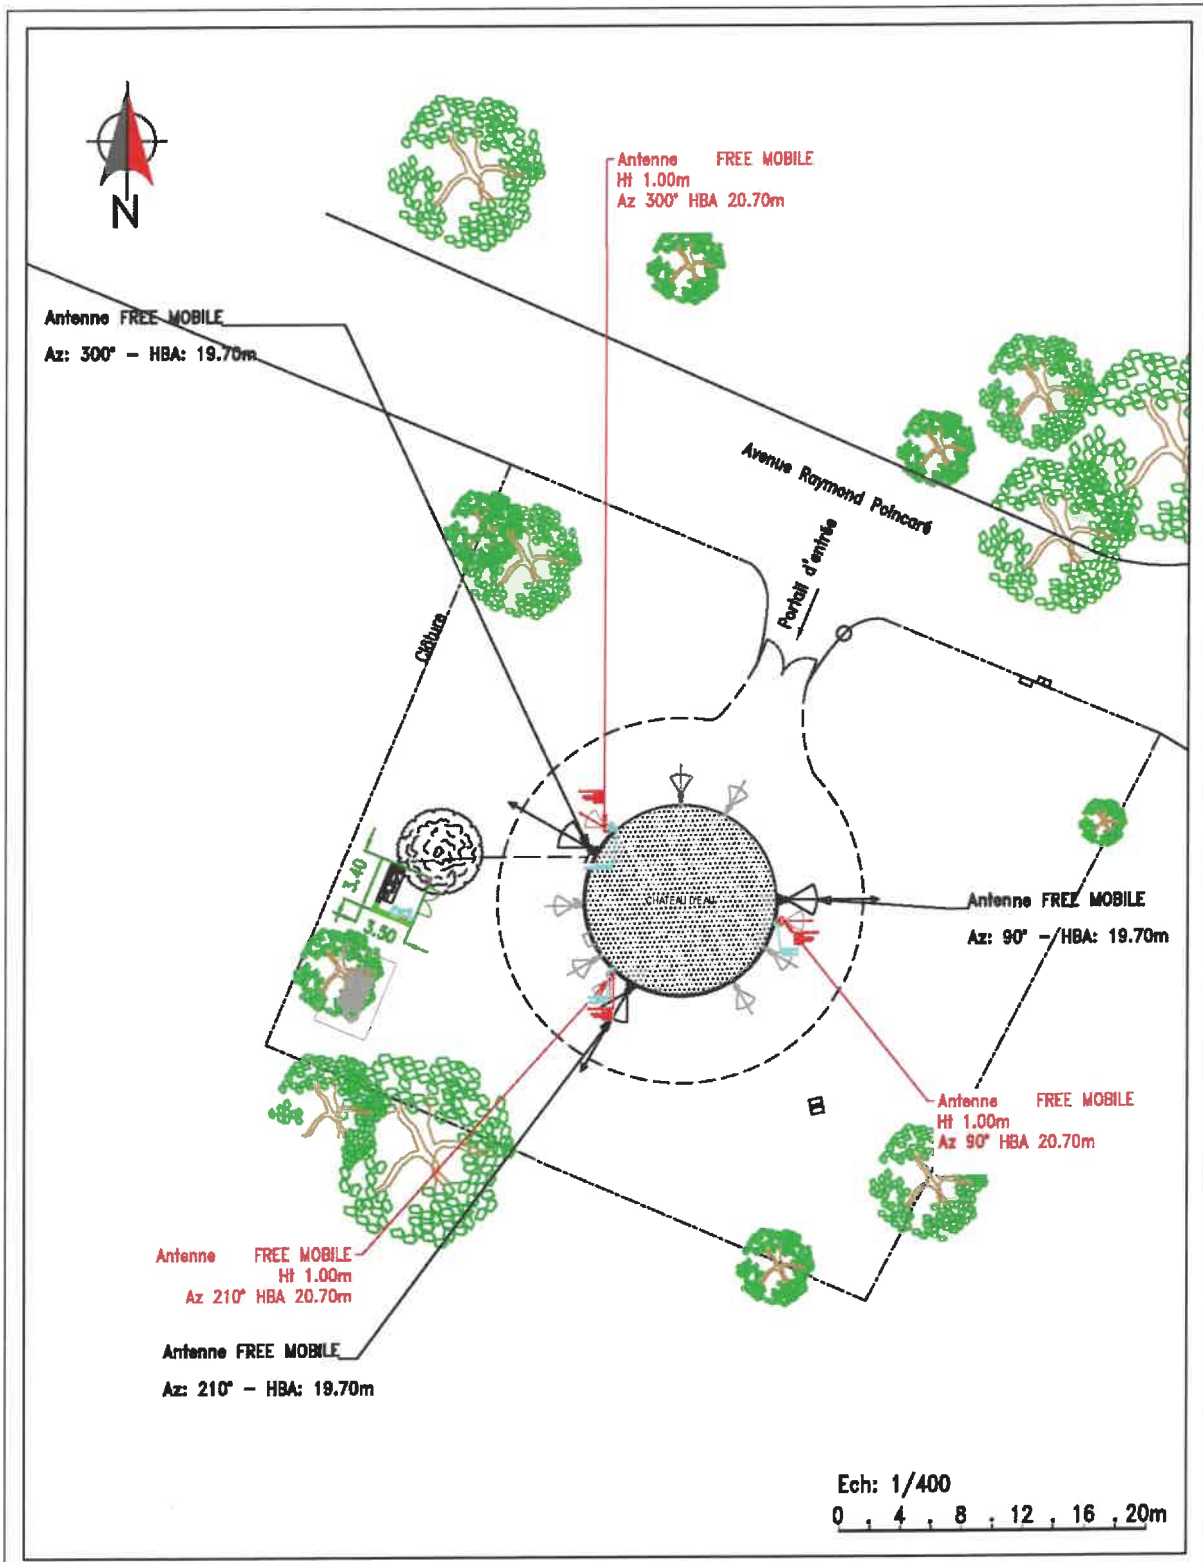 N
Antenne FREE MOBILE
Ht 1.00m
Az 300° HBA 20.70m
Antenne FREE MOBILE
Az: 300° - HBA: 19.70m
Avenue Raymond Poincaré
Portail d'entrée
Clôture
3.40
3.50
CHATEAU D'EAU
Antenne FREE MOBILE
Az: 90° - HBA: 19.70m
Antenne FREE MOBILE
Ht 1.00m
Az 90° HBA 20.70m
Antenne FREE MOBILE
Ht 1.00m
Az 210° HBA 20.70m
Antenne FREE MOBILE
Az: 210° - HBA: 19.70m
Ech: 1/400
0 4 8 12 16 20m